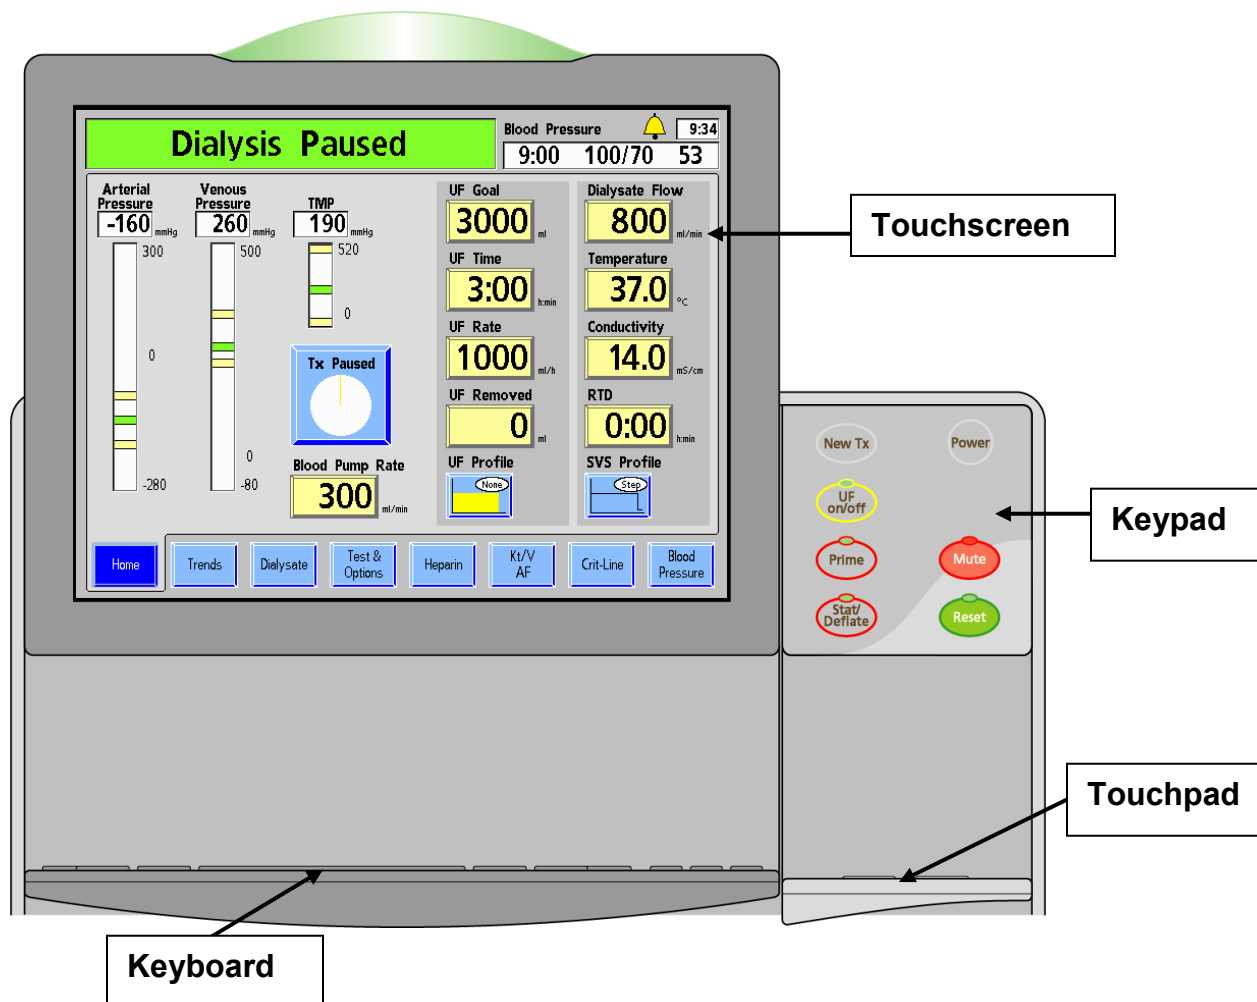 Dialysis Paused
Blood Pressure
9:34
9:00 100/70 53
Arterial
Pressure
-160 mmHg
300
0
-280
Venous
Pressure
260 mmHg
500
0
-80
TMP
190 mmHg
520
0
Tx Paused
Blood Pump Rate
300 ml/min
UF Goal
3000 ml
UF Time
3:00 h:min
UF Rate
1000 ml/h
UF Removed
0 ml
UF Profile
None
Dialysate Flow
800 ml/min
Temperature
37.0 °C
Conductivity
14.0 mS/cm
RTD
0:00 h:min
SVS Profile
Step
Home
Trends
Dialysate
Test &
Options
Heparin
Kt/V
AF
Crit-Line
Blood
Pressure
New Tx
Power
UF
on/off
Prime
Mute
Stat/
Deflate
Reset
Touchscreen
Keypad
Touchpad
Keyboard